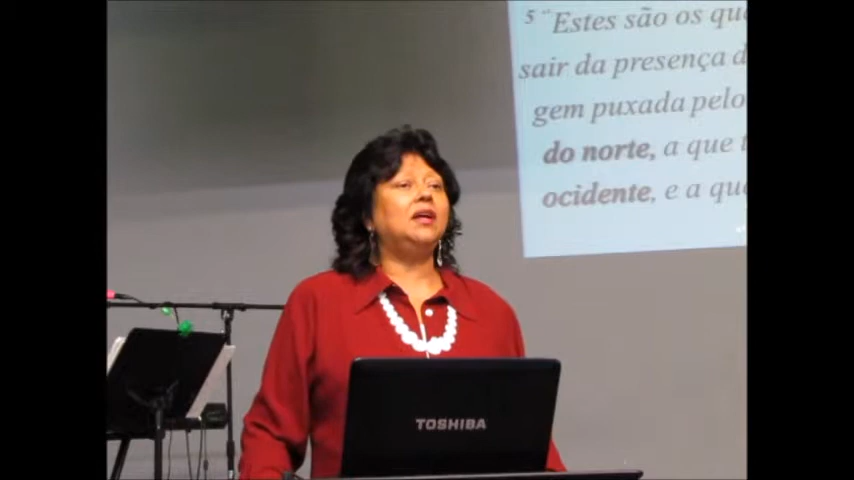 5 "Estes são os que
sair da presença d
gem puxada pelo
do norte, a que
ocidente, e a que
TOSHIBA